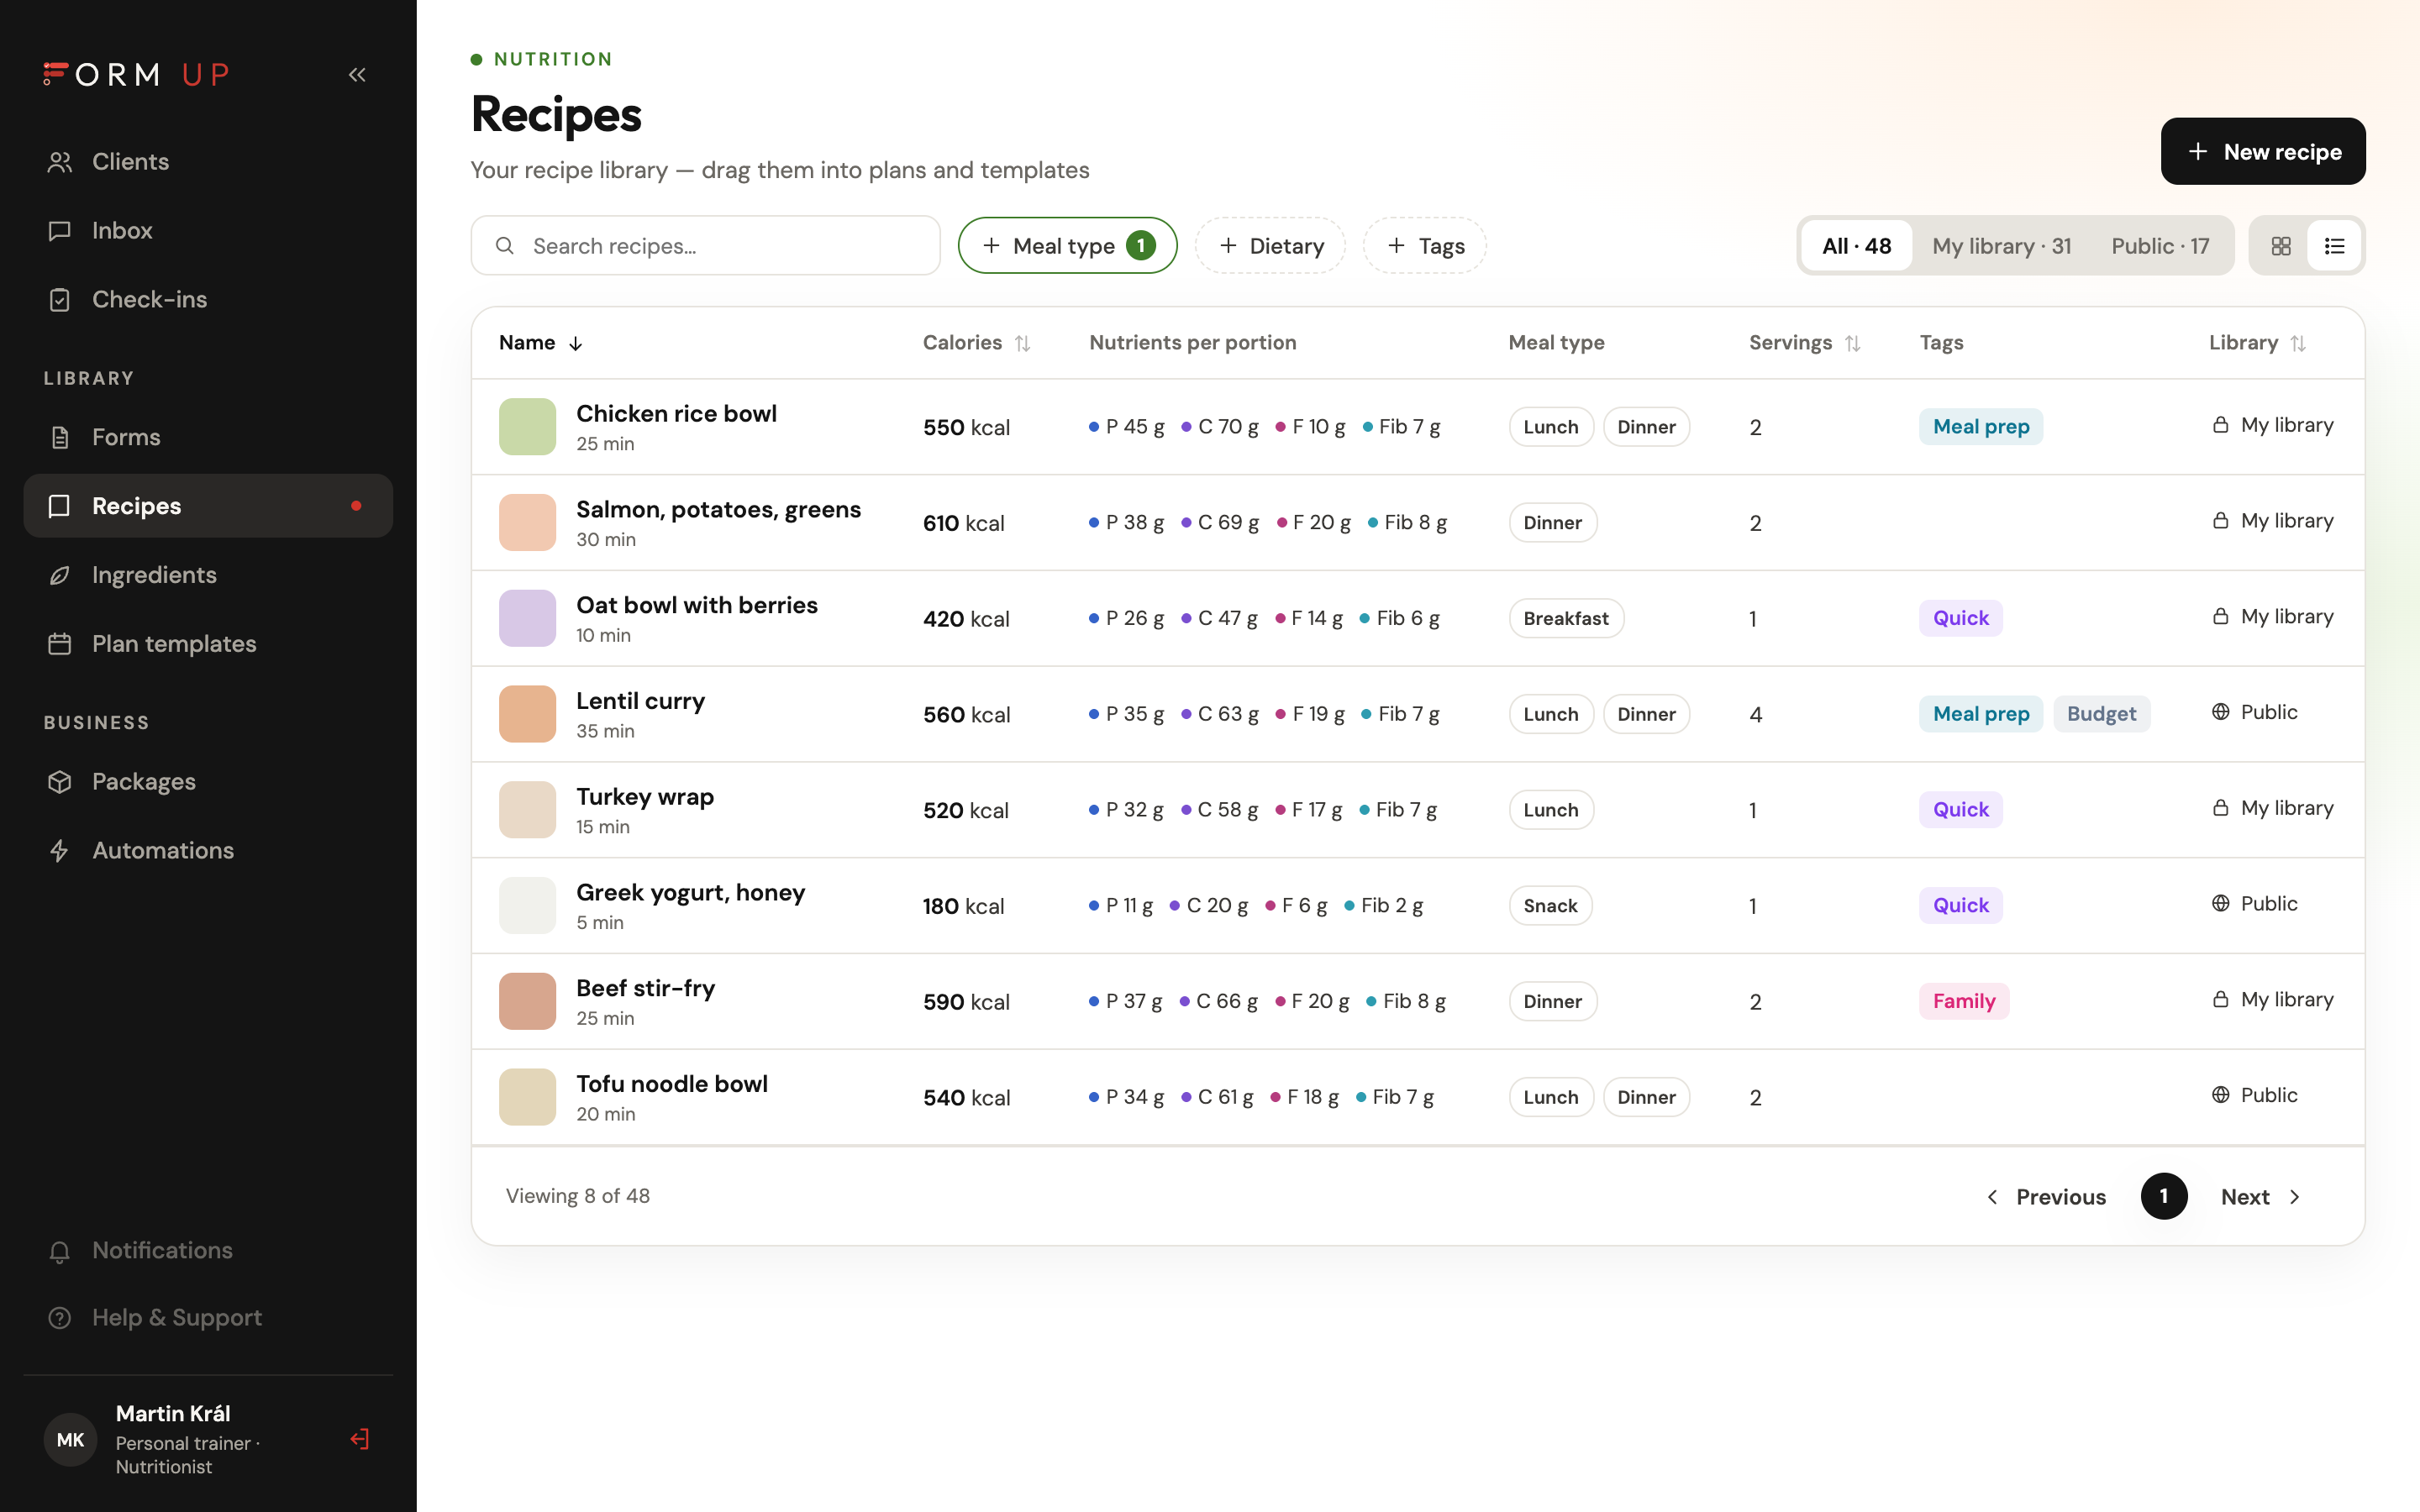 FORM UP
Clients
Inbox
Check-ins
LIBRARY
Forms
Recipes
Ingredients
Plan templates
BUSINESS
Packages
Automations
Notifications
Help & Support
MK
Martin Král
Personal trainer ·
Nutritionist
NUTRITION
Recipes
Your recipe library — drag them into plans and templates
New recipe
Search recipes...
Meal type 1
Dietary
Tags
All · 48
My library · 31
Public · 17
Name Calories Nutrients per portion Meal type Servings Tags Library
Chicken rice bowl
25 min
550 kcal P 45 g C 70 g F 10 g Fib 7 g Lunch Dinner 2 Meal prep My library
Salmon, potatoes, greens
30 min
610 kcal P 38 g C 69 g F 20 g Fib 8 g Dinner 2 My library
Oat bowl with berries
10 min
420 kcal P 26 g C 47 g F 14 g Fib 6 g Breakfast 1 Quick My library
Lentil curry
35 min
560 kcal P 35 g C 63 g F 19 g Fib 7 g Lunch Dinner 4 Meal prep Budget Public
Turkey wrap
15 min
520 kcal P 32 g C 58 g F 17 g Fib 7 g Lunch 1 Quick My library
Greek yogurt, honey
5 min
180 kcal P 11 g C 20 g F 6 g Fib 2 g Snack 1 Quick Public
Beef stir-fry
25 min
590 kcal P 37 g C 66 g F 20 g Fib 8 g Dinner 2 Family My library
Tofu noodle bowl
20 min
540 kcal P 34 g C 61 g F 18 g Fib 7 g Lunch Dinner 2 Public
Viewing 8 of 48
Previous 1 Next